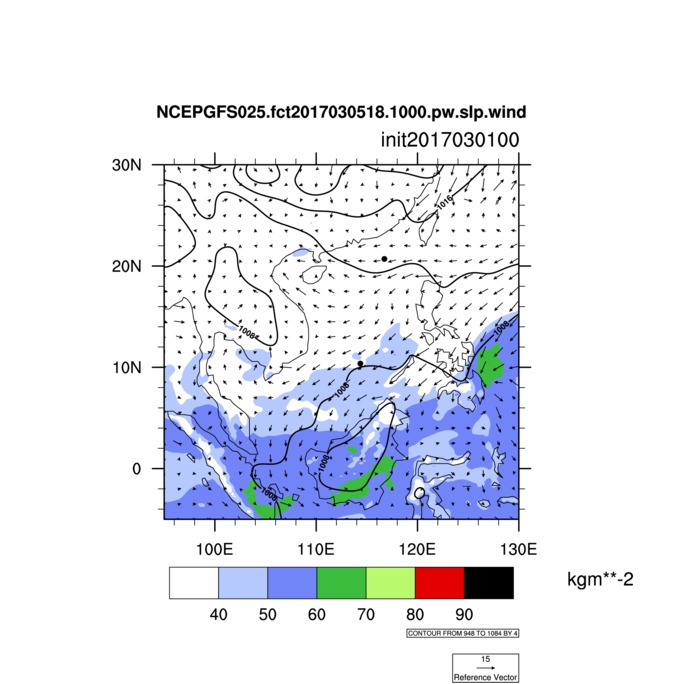 NCEPGFS025.fct2017030518.1000.pw.slp.wind
init2017030100
30N
1016
20N
1008
1008
10N
1008
1008
0
1008
100E 110E 120E 130E
kgm**-2
40 50 60 70 80 90
CONTOUR FROM 948 TO 1084 BY 4
15
Reference Vector